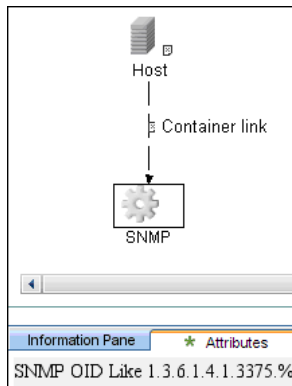 Host
Container link
SNMP
Information Pane
* Attributes
SNMP OID Like 1.3.6.1.4.1.3375.%